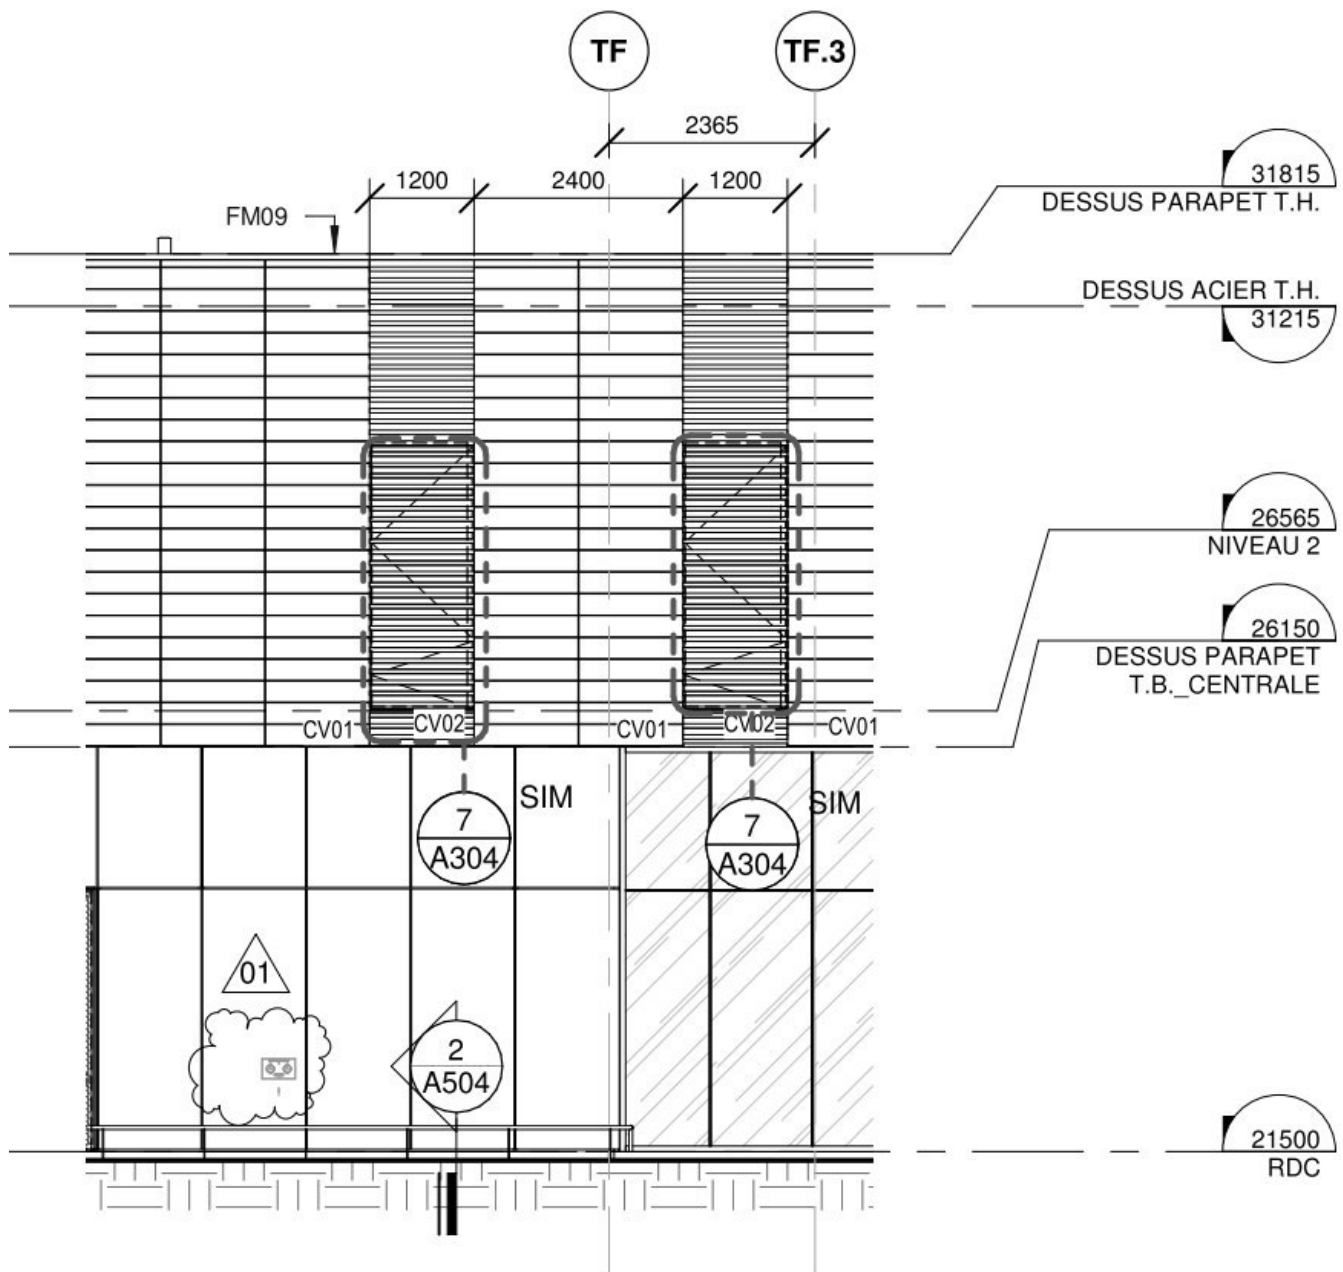 TF
TF.3
2365
1200
2400
1200
FM09
31815
DESSUS PARAPET T.H.
DESSUS ACIER T.H.
31215
26565
NIVEAU 2
26150
DESSUS PARAPET
T.B._CENTRALE
CV01
CV02
CV01
CV02
CV01
SIM
7
A304
SIM
7
A304
01
2
A504
21500
RDC